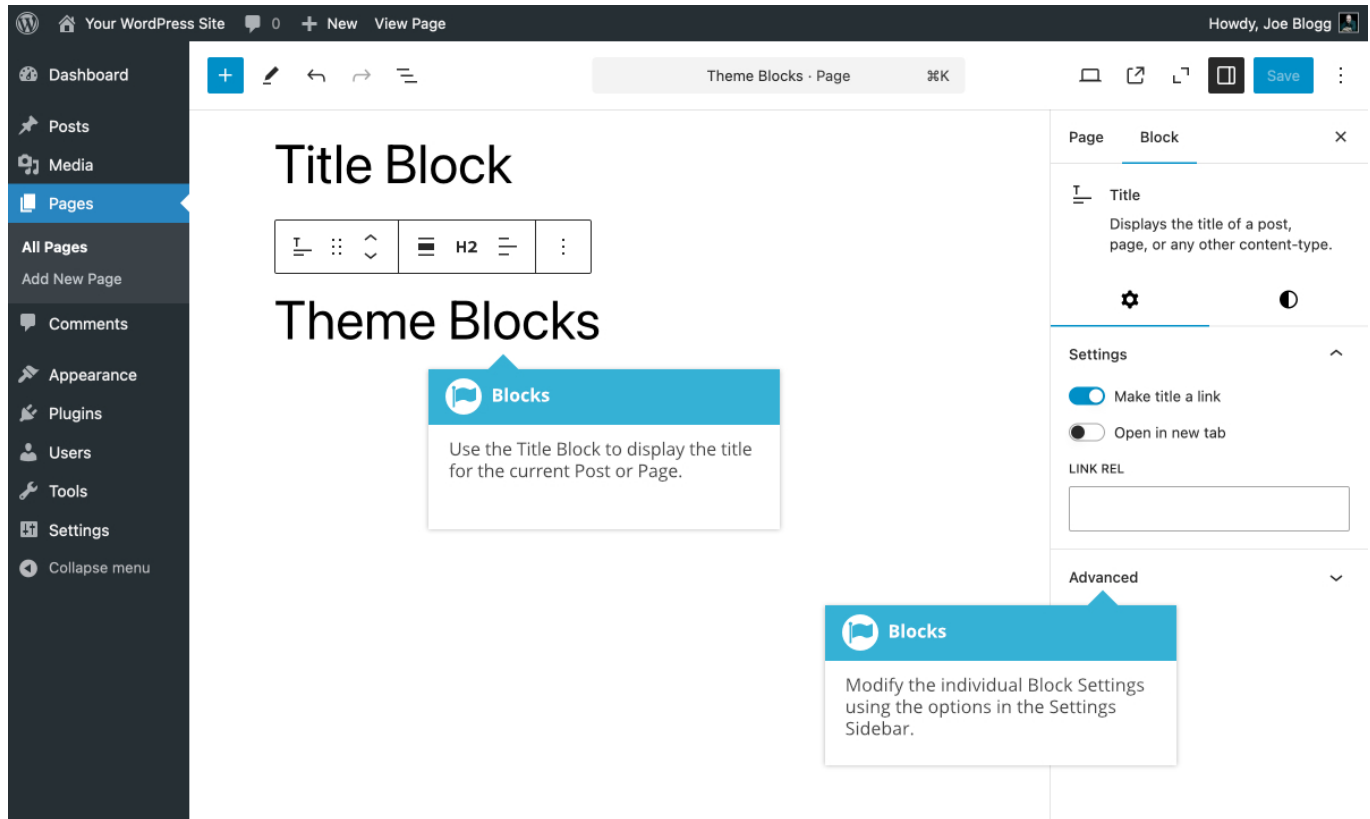 Your WordPress Site 0 New View Page Howdy, Joe Blogg
Dashboard
Posts
Media
Pages
All Pages
Add New Page
Comments
Appearance
Plugins
Users
Tools
Settings
Collapse menu
Theme Blocks · Page ⌘K
Save
Title Block
H2
Theme Blocks
Blocks
Use the Title Block to display the title
for the current Post or Page.
Page Block
Title
Displays the title of a post,
page, or any other content-type.
Settings
Make title a link
Open in new tab
LINK REL
Advanced
Blocks
Modify the individual Block Settings
using the options in the Settings
Sidebar.